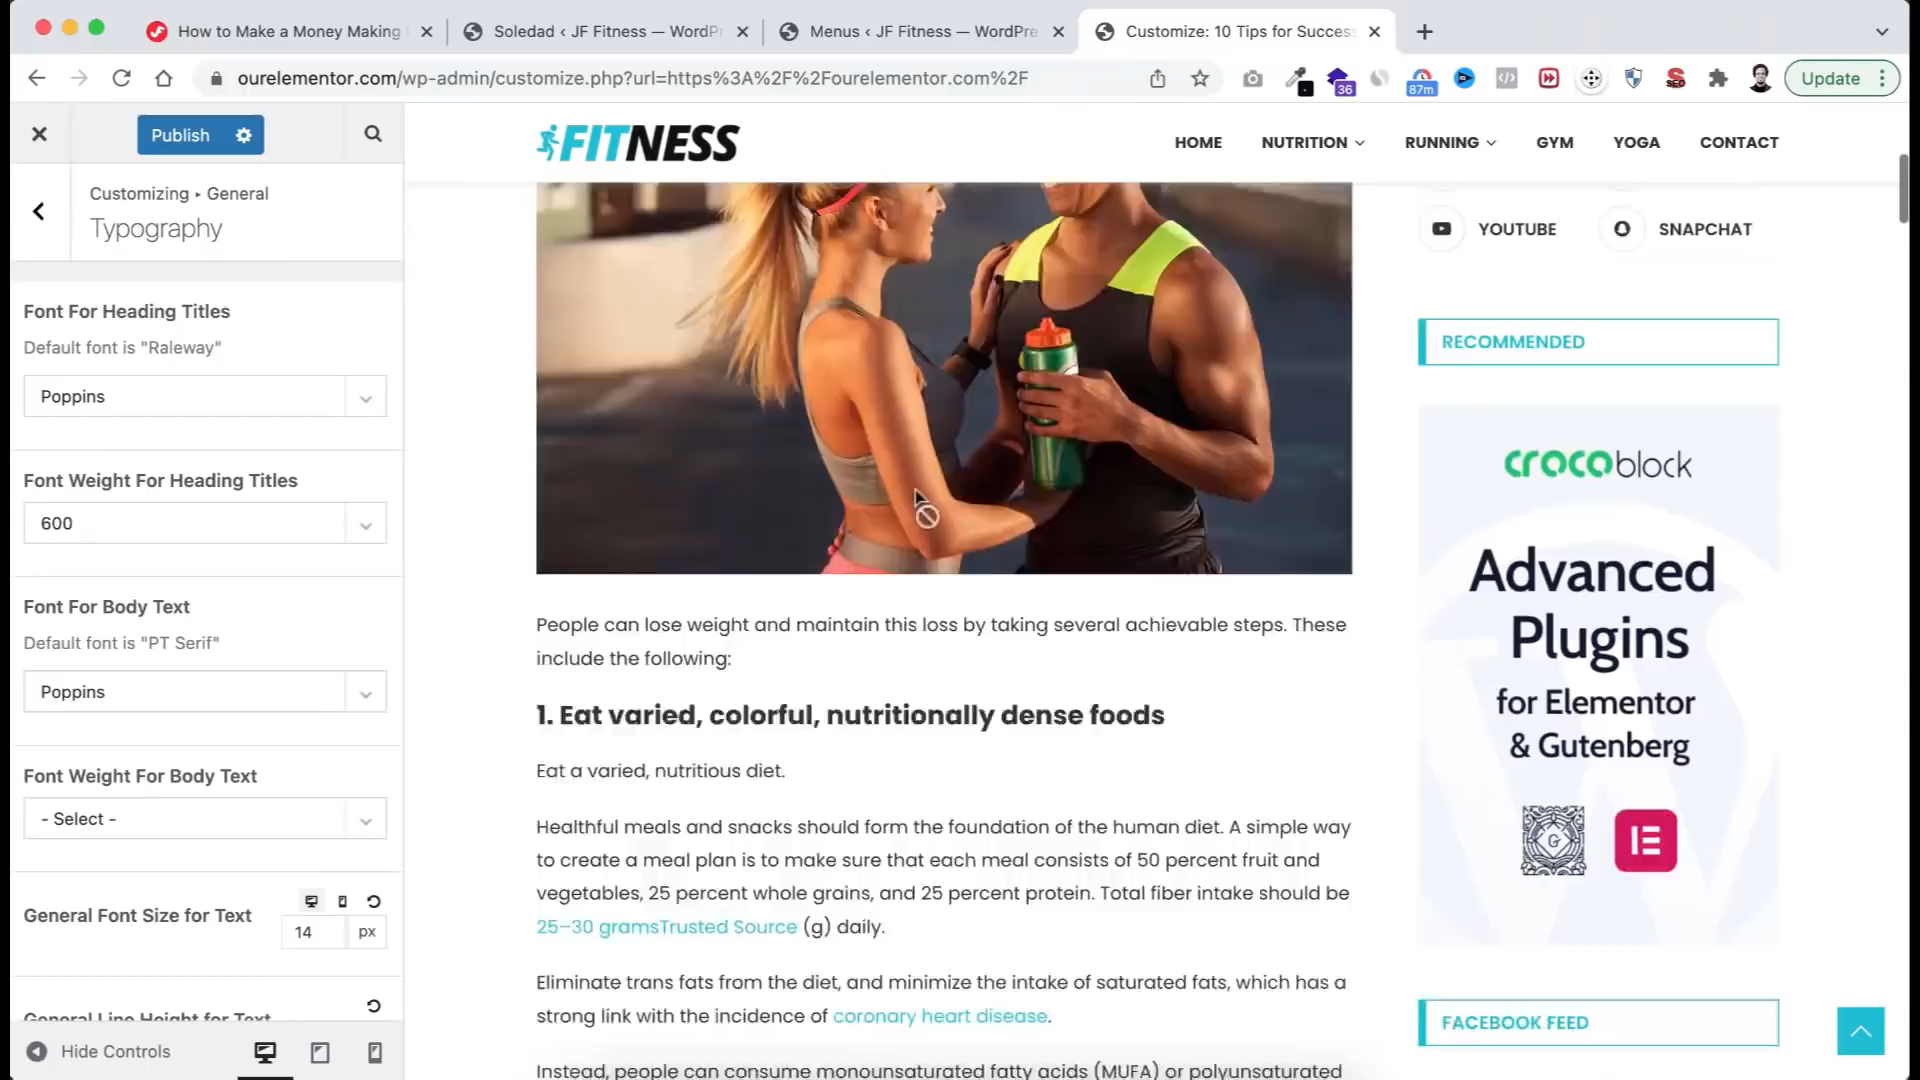 How to Make a Money Making
Soledad ‹ JF Fitness — WordPr
Menus ‹ JF Fitness — WordPre
Customize: 10 Tips for Success
ourelementor.com/wp-admin/customize.php?url=https%3A%2F%2Fourelementor.com%2F
36
87m
SEO
Update
Publish
Customizing ▸ General
Typography
Font For Heading Titles
Default font is "Raleway"
Poppins
Font Weight For Heading Titles
600
Font For Body Text
Default font is "PT Serif"
Poppins
Font Weight For Body Text
- Select -
General Font Size for Text
14
px
General Line Height for Text
Hide Controls
FITNESS
HOME
NUTRITION
RUNNING
GYM
YOGA
CONTACT
People can lose weight and maintain this loss by taking several achievable steps. These
include the following:
1. Eat varied, colorful, nutritionally dense foods
Eat a varied, nutritious diet.
Healthful meals and snacks should form the foundation of the human diet. A simple way
to create a meal plan is to make sure that each meal consists of 50 percent fruit and
vegetables, 25 percent whole grains, and 25 percent protein. Total fiber intake should be
25–30 gramsTrusted Source (g) daily.
Eliminate trans fats from the diet, and minimize the intake of saturated fats, which has a
strong link with the incidence of coronary heart disease.
Instead, people can consume monounsaturated fatty acids (MUFA) or polyunsaturated
YOUTUBE
SNAPCHAT
RECOMMENDED
crocoblock
Advanced
Plugins
for Elementor
& Gutenberg
FACEBOOK FEED